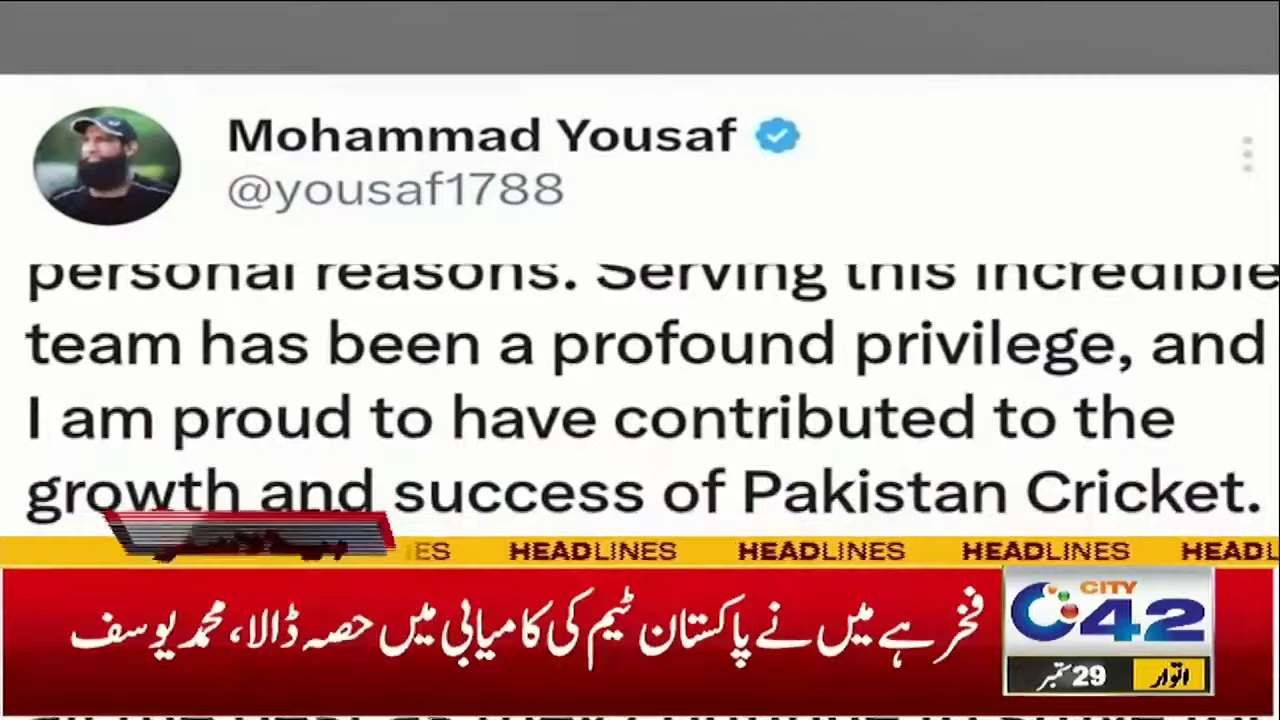 Mohammad Yousaf
@yousaf1788
personal reasons. Serving this incredible
team has been a profound privilege, and
I am proud to have contributed to the
growth and success of Pakistan Cricket.
HEADLINES HEADLINES HEADLINES
فخر ہے میں نے پاکستان ٹیم کی کامیابی میں حصہ ڈالا، محمد یوسف
CITY
42
اتوار 29 ستمبر